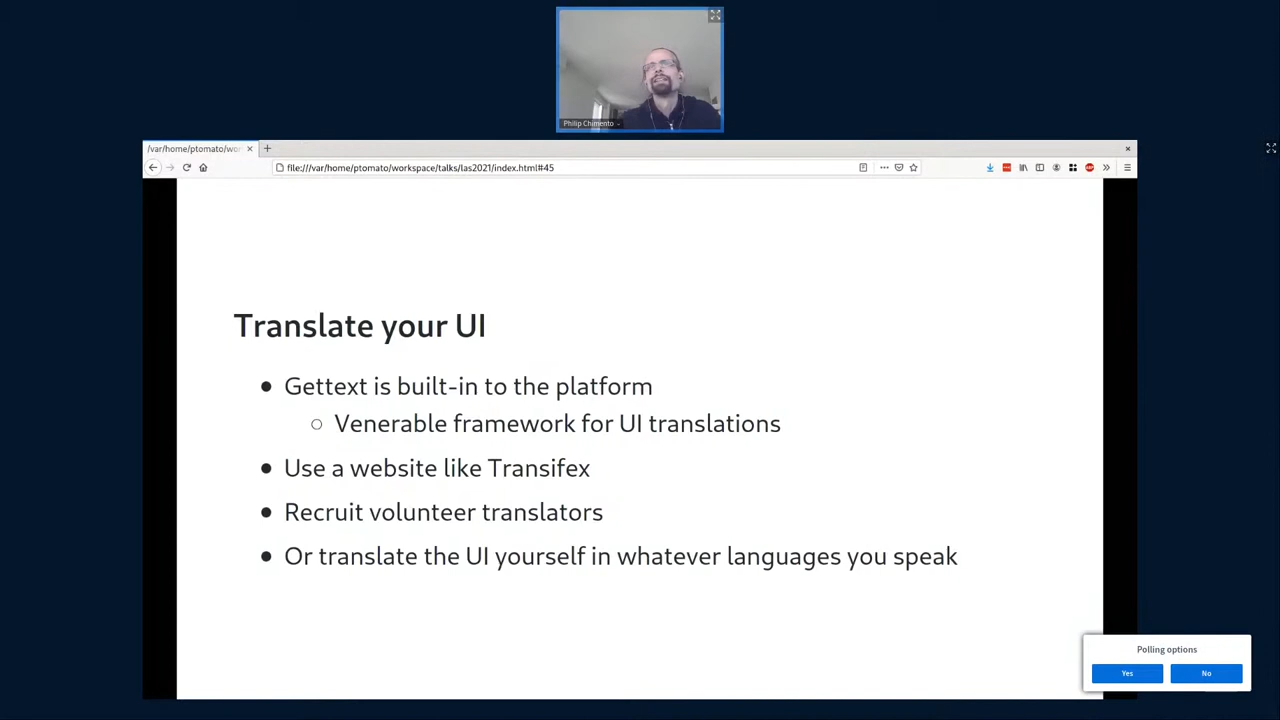 Philip Chimento
/var/home/ptomato/wor
file:///var/home/ptomato/workspace/talks/las2021/index.html#45
Translate your UI
Gettext is built-in to the platform
Venerable framework for UI translations
Use a website like Transifex
Recruit volunteer translators
Or translate the UI yourself in whatever languages you speak
Polling options
Yes No